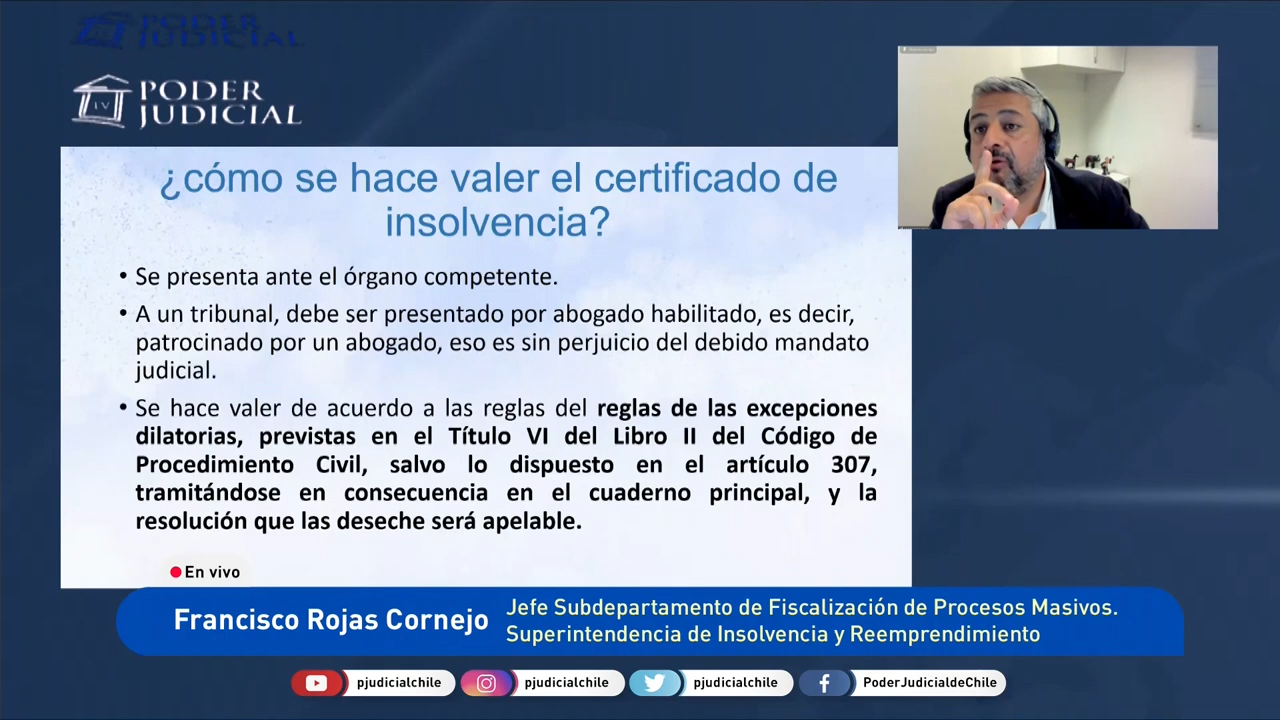 PODER
JUDICIAL
PODER
JUDICIAL
¿cómo se hace valer el certificado de
insolvencia?
• Se presenta ante el órgano competente.
• A un tribunal, debe ser presentado por abogado habilitado, es decir,
patrocinado por un abogado, eso es sin perjuicio del debido mandato
judicial.
• Se hace valer de acuerdo a las reglas del reglas de las excepciones
dilatorias, previstas en el Título VI del Libro II del Código de
Procedimiento Civil, salvo lo dispuesto en el artículo 307,
tramitándose en consecuencia en el cuaderno principal, y la
resolución que las deseche será apelable.
En vivo
Francisco Rojas Cornejo
Jefe Subdepartamento de Fiscalización de Procesos Masivos.
Superintendencia de Insolvencia y Reemprendimiento
pjudicialchile
pjudicialchile
pjudicialchile
PoderJudicialdeChile